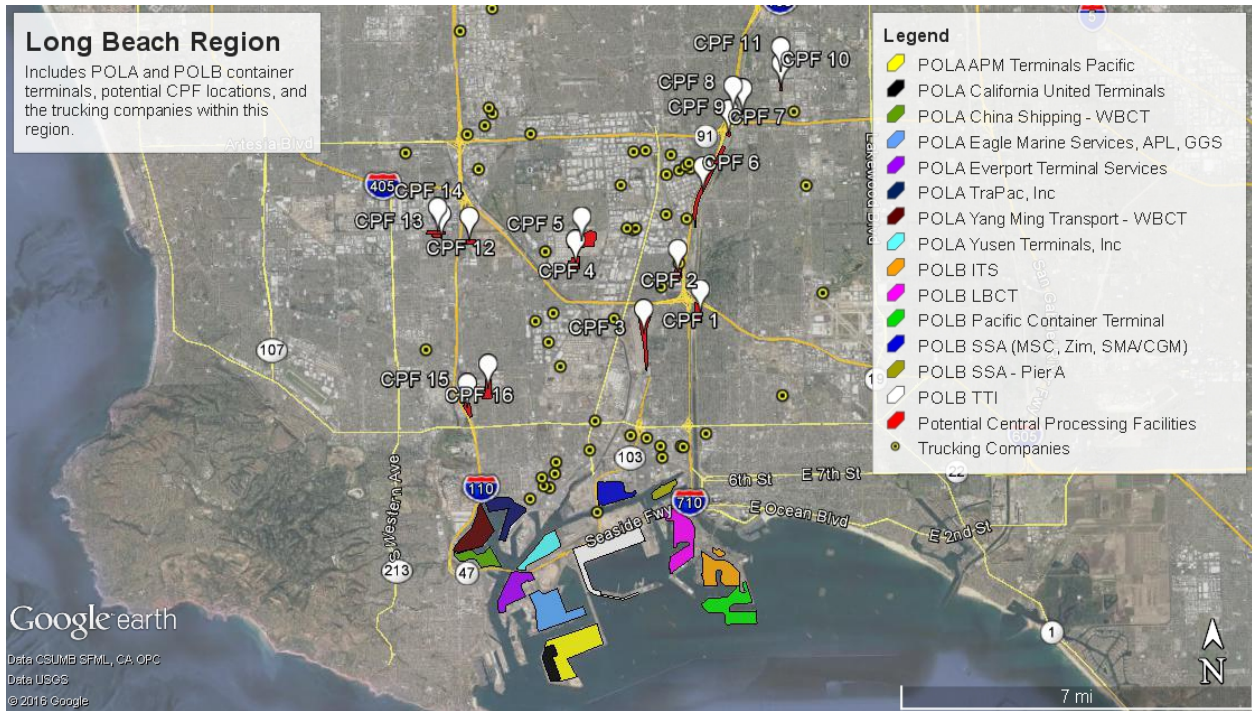 Long Beach Region
Includes POLA and POLB container
terminals, potential CPF locations, and
the trucking companies within this
region.
Legend
POLA APM Terminals Pacific
POLA California United Terminals
POLA China Shipping - WBCT
POLA Eagle Marine Services, APL, GGS
POLA Everport Terminal Services
POLA TraPac, Inc
POLA Yang Ming Transport - WBCT
POLA Yusen Terminals, Inc
POLB ITS
POLB LBCT
POLB Pacific Container Terminal
POLB SSA (MSC, Zim, SMA/CGM)
POLB SSA - Pier A
POLB TTI
Potential Central Processing Facilities
Trucking Companies
5
CPF 11
CPF 10
CPF 8
CPF 9
CPF 7
91
Artesia Blvd
Lakewood Blvd
CPF 6
405
CPF 14
CPF 13
CPF 12
CPF 5
CPF 4
CPF 2
CPF 1
CPF 3
107
19
CPF 15
CPF 16
605
103
22
6th St
E 7th St
110
710
E Ocean Blvd
Seaside Fwy
E 2nd St
S Western Ave
213
47
1
Google earth
Data CSUMB SFML, CA OPC
Data USGS
© 2016 Google
N
7 mi